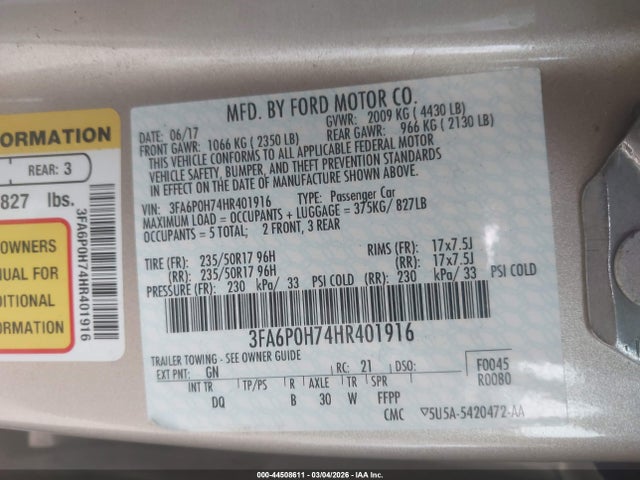 ORMATION
REAR: 3
827 lbs.
OWNERS
NUAL FOR
DITIONAL
FORMATION
3FA6P0H74HR401916
MFD. BY FORD MOTOR CO.
DATE: 06/17 GVWR: 2009 KG ( 4430 LB)
FRONT GAWR: 1066 KG ( 2350 LB) REAR GAWR: 966 KG ( 2130 LB)
THIS VEHICLE CONFORMS TO ALL APPLICABLE FEDERAL MOTOR
VEHICLE SAFETY, BUMPER, AND THEFT PREVENTION STANDARDS
IN EFFECT ON THE DATE OF MANUFACTURE SHOWN ABOVE.
VIN: 3FA6P0H74HR401916 TYPE: Passenger Car
MAXIMUM LOAD = OCCUPANTS + LUGGAGE = 375KG/ 827LB
OCCUPANTS = 5 TOTAL; 2 FRONT, 3 REAR
TIRE (FR): 235/50R17 96H RIMS (FR): 17x7.5J
(RR): 235/50R17 96H (RR): 17x7.5J
PRESSURE (FR): 230 kPa/ 33 PSI COLD (RR): 230 kPa/ 33 PSI COLD
3FA6P0H74HR401916
TRAILER TOWING - SEE OWNER GUIDE
EXT PNT: GN RC: 21 DSO: F0045
R0080
INT TR TP/PS R AXLE TR SPR
DQ B 30 W FFPP
CMC ▽5U5A-5420472-AA
000-44508611 - 03/04/2026 - IAA Inc.